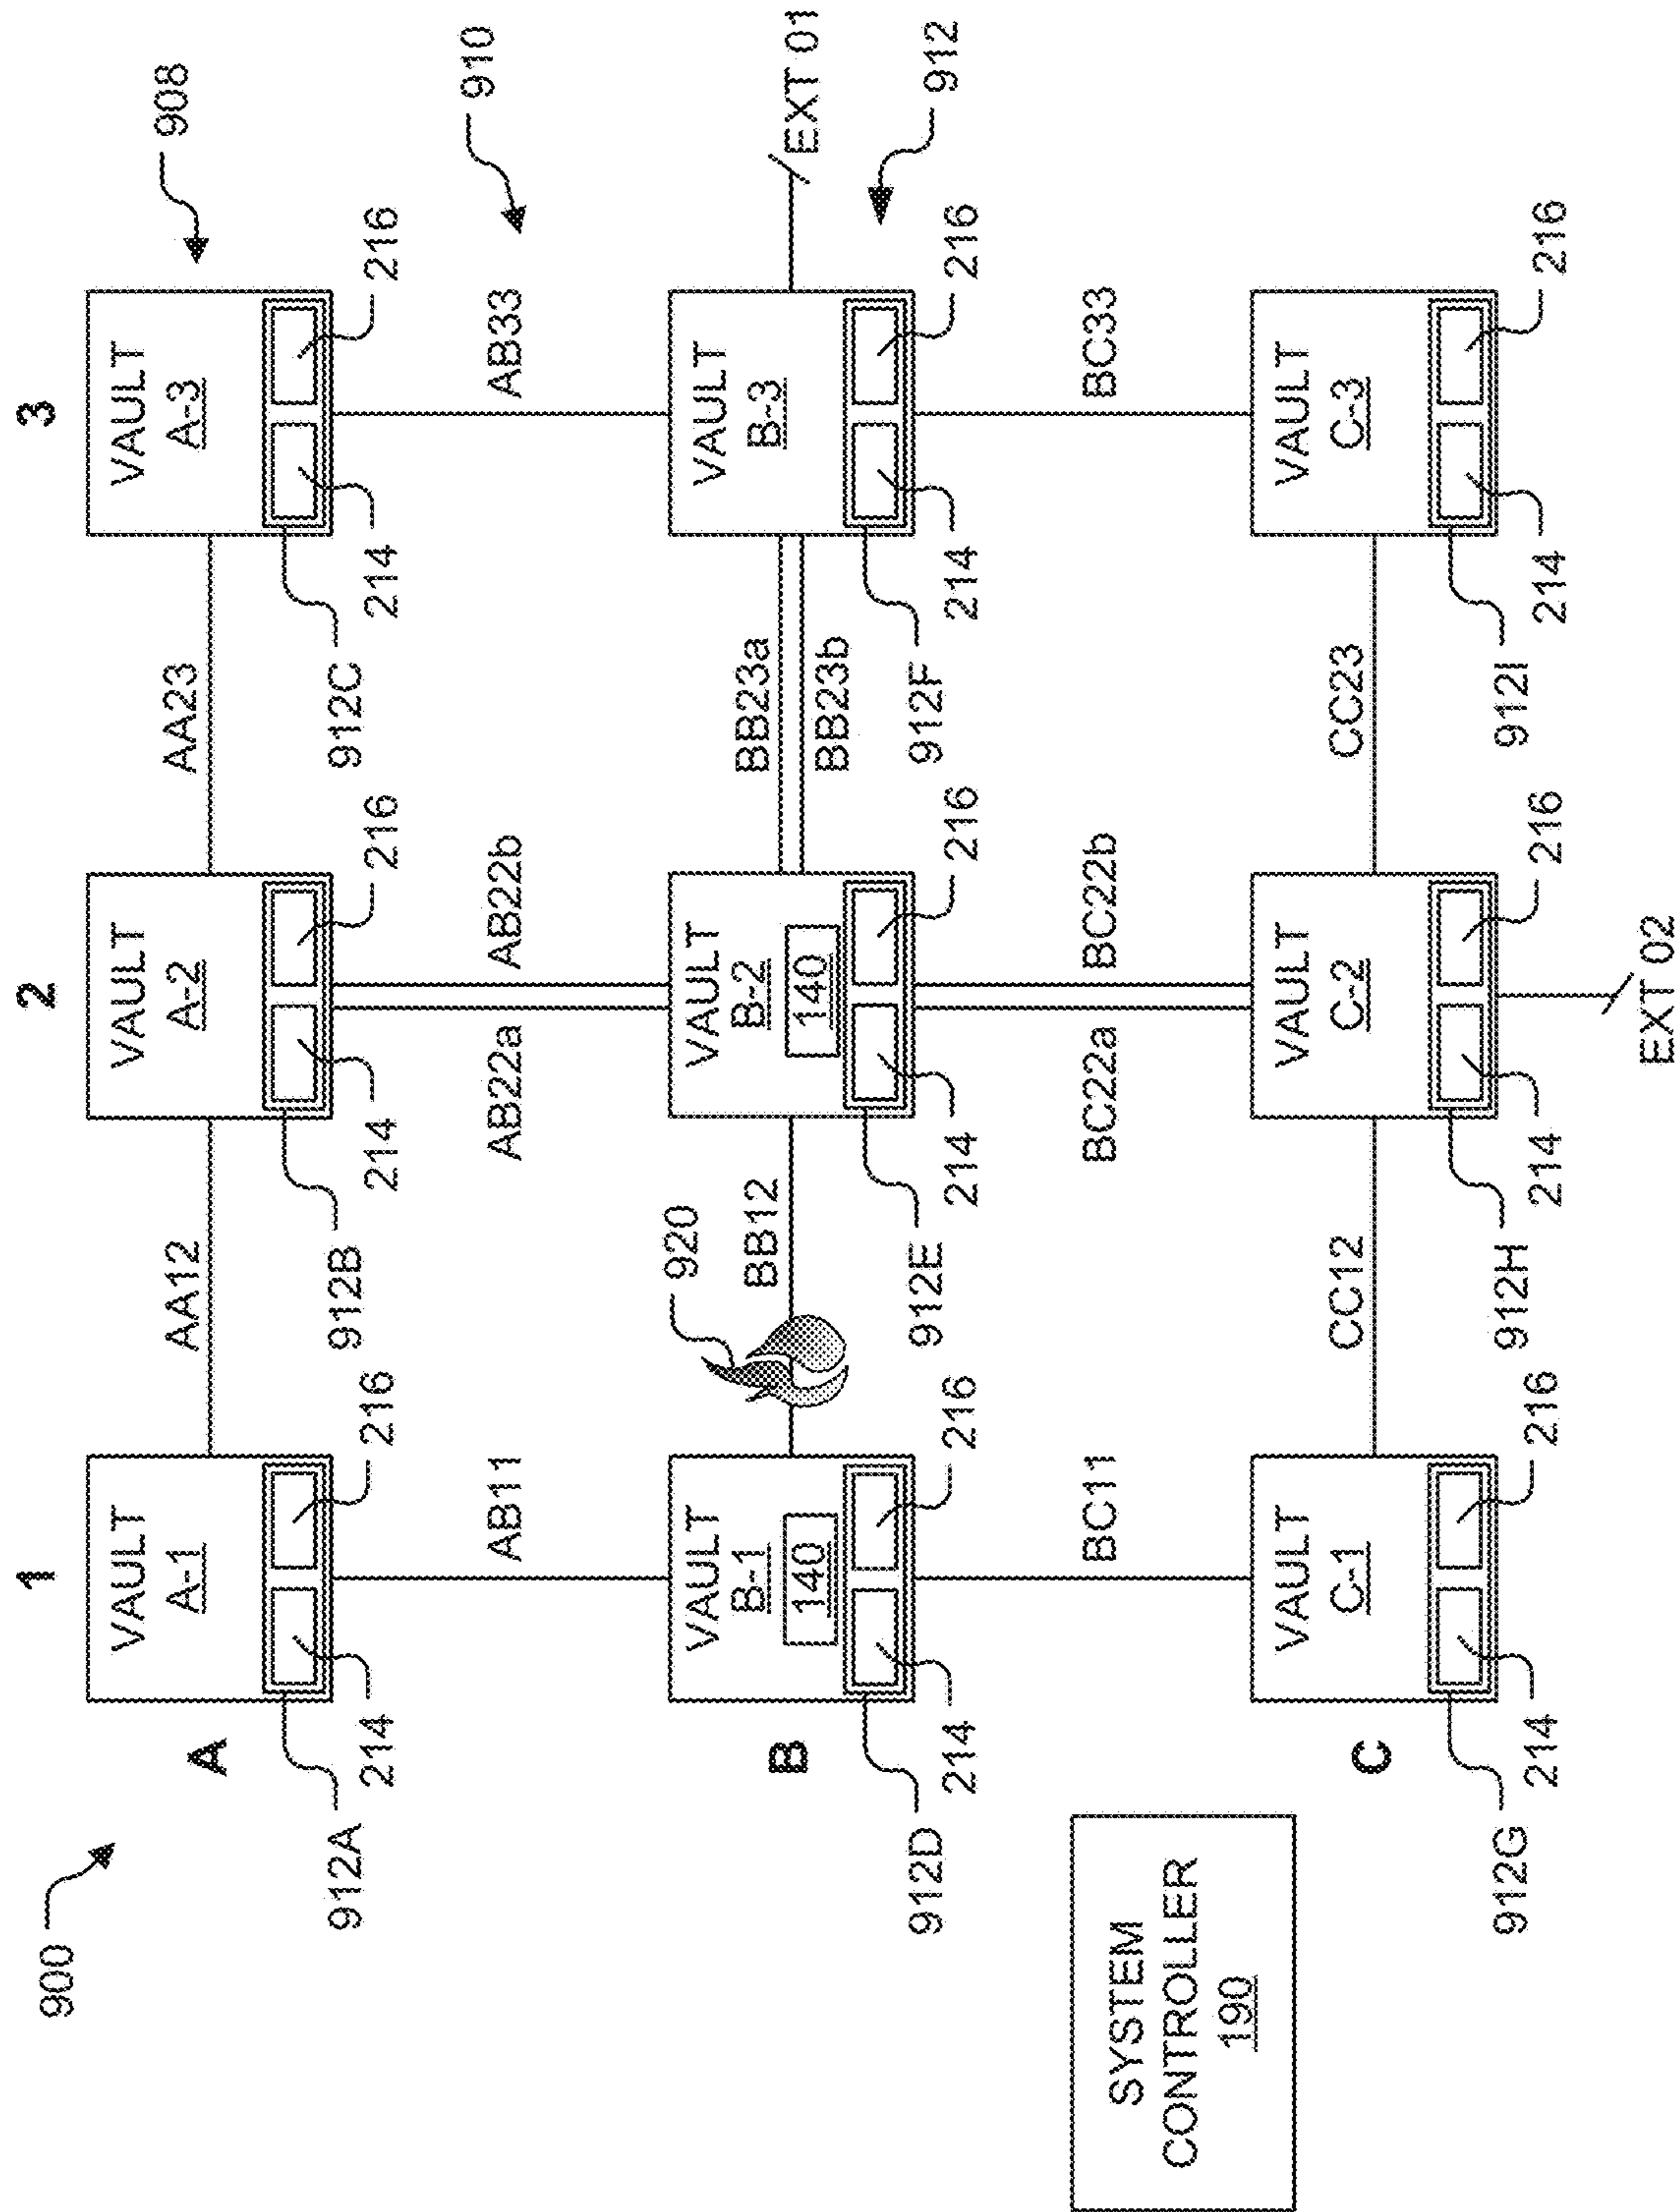 900
1
2
3
908
A
VAULT
A-1
AA12
VAULT
A-2
AA23
VAULT
A-3
912A
214
216
912B
214
216
912C
214
216
910
AB11
AB22a
AB22b
AB33
920
B
VAULT
B-1
140
BB12
VAULT
B-2
140
BB23a
BB23b
VAULT
B-3
EXT 01
912D
214
216
912E
214
216
912F
214
216
912
BC11
BC22a
BC22b
BC33
SYSTEM
CONTROLLER
190
C
VAULT
C-1
CC12
VAULT
C-2
CC23
VAULT
C-3
912G
214
216
912H
214
216
912I
214
216
EXT 02